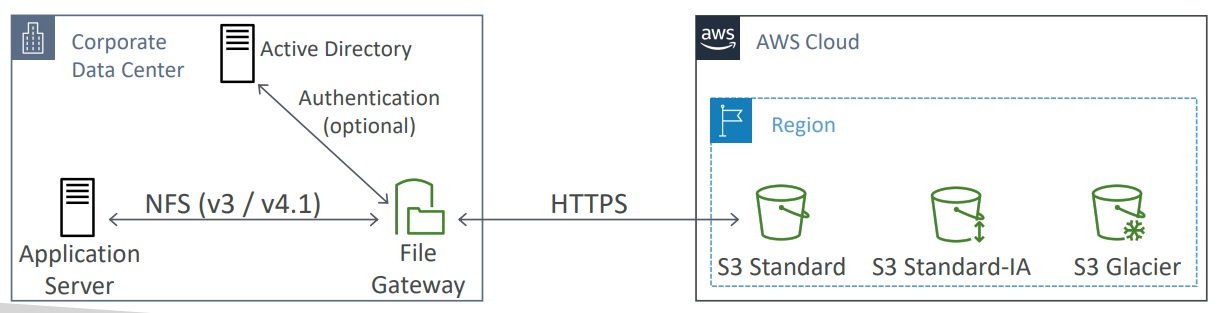 Corporate
Data Center
Active Directory
Authentication
(optional)
NFS (v3 / v4.1)
Application
Server
File
Gateway
HTTPS
aws
AWS Cloud
Region
S3 Standard
S3 Standard-IA
S3 Glacier